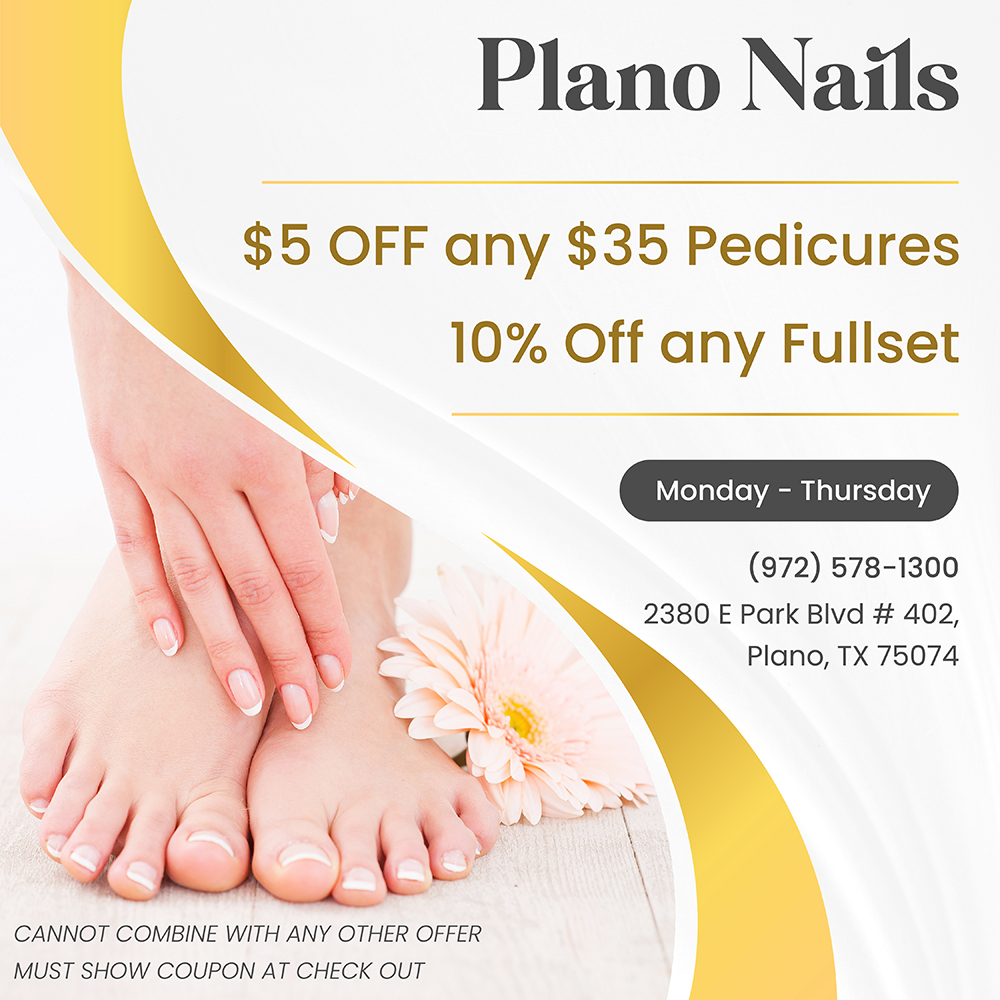 Plano Nails
$5 OFF any $35 Pedicures
10% Off any Fullset
Monday - Thursday
(972) 578-1300
2380 E Park Blvd # 402,
Plano, TX 75074
CANNOT COMBINE WITH ANY OTHER OFFER
MUST SHOW COUPON AT CHECK OUT